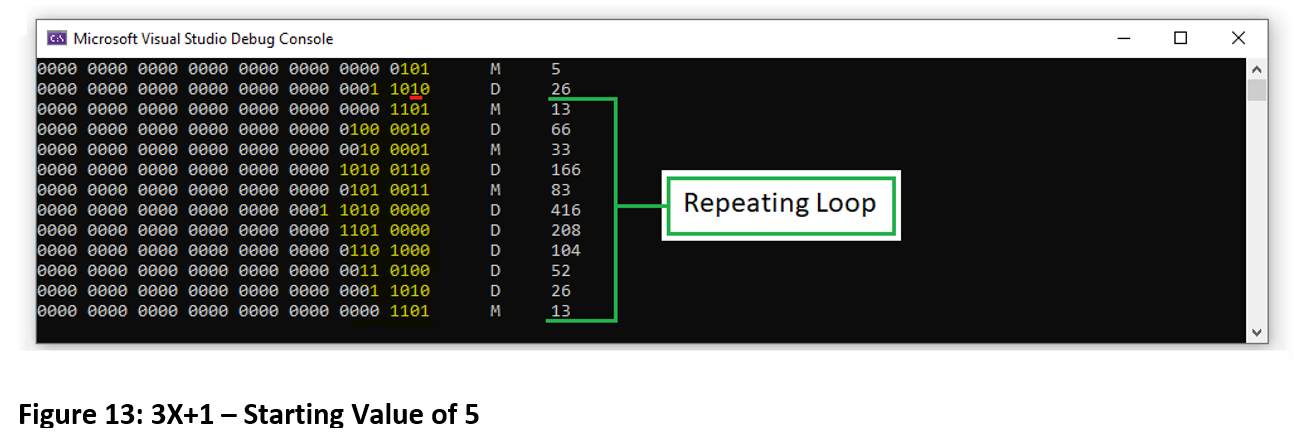 Microsoft Visual Studio Debug Console
0000 0000 0000 0000 0000 0000 0000 0101 M 5
0000 0000 0000 0000 0000 0000 0001 1010 D 26
0000 0000 0000 0000 0000 0000 0000 1101 M 13
0000 0000 0000 0000 0000 0000 0100 0010 D 66
0000 0000 0000 0000 0000 0000 0010 0001 M 33
0000 0000 0000 0000 0000 0000 1010 0110 D 166
0000 0000 0000 0000 0000 0000 0101 0011 M 83
0000 0000 0000 0000 0000 0001 1010 0000 D 416
0000 0000 0000 0000 0000 0000 1101 0000 D 208
0000 0000 0000 0000 0000 0000 0110 1000 D 104
0000 0000 0000 0000 0000 0000 0011 0100 D 52
0000 0000 0000 0000 0000 0000 0001 1010 D 26
0000 0000 0000 0000 0000 0000 0000 1101 M 13
Repeating Loop
Figure 13: 3X+1 – Starting Value of 5